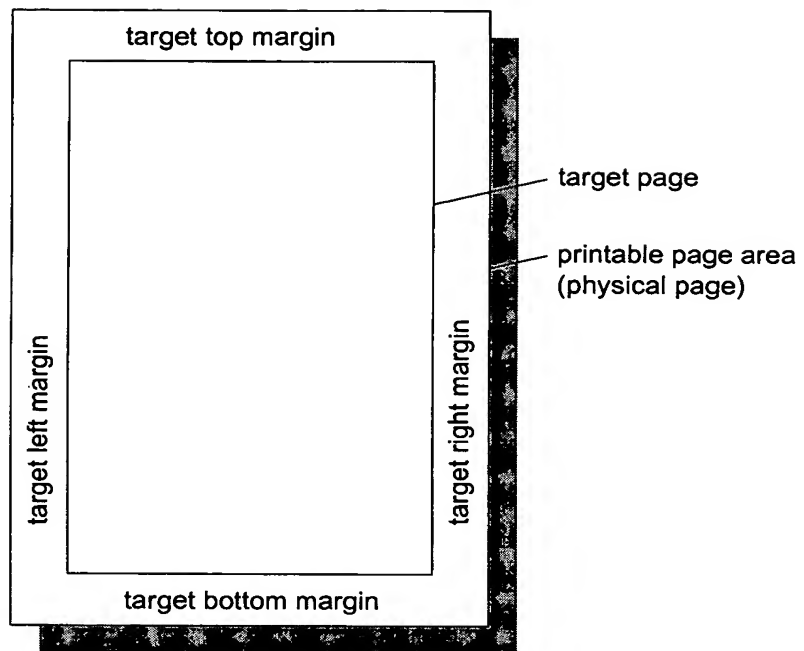 target top margin
target page
printable page area
(physical page)
target left margin
target right margin
target bottom margin